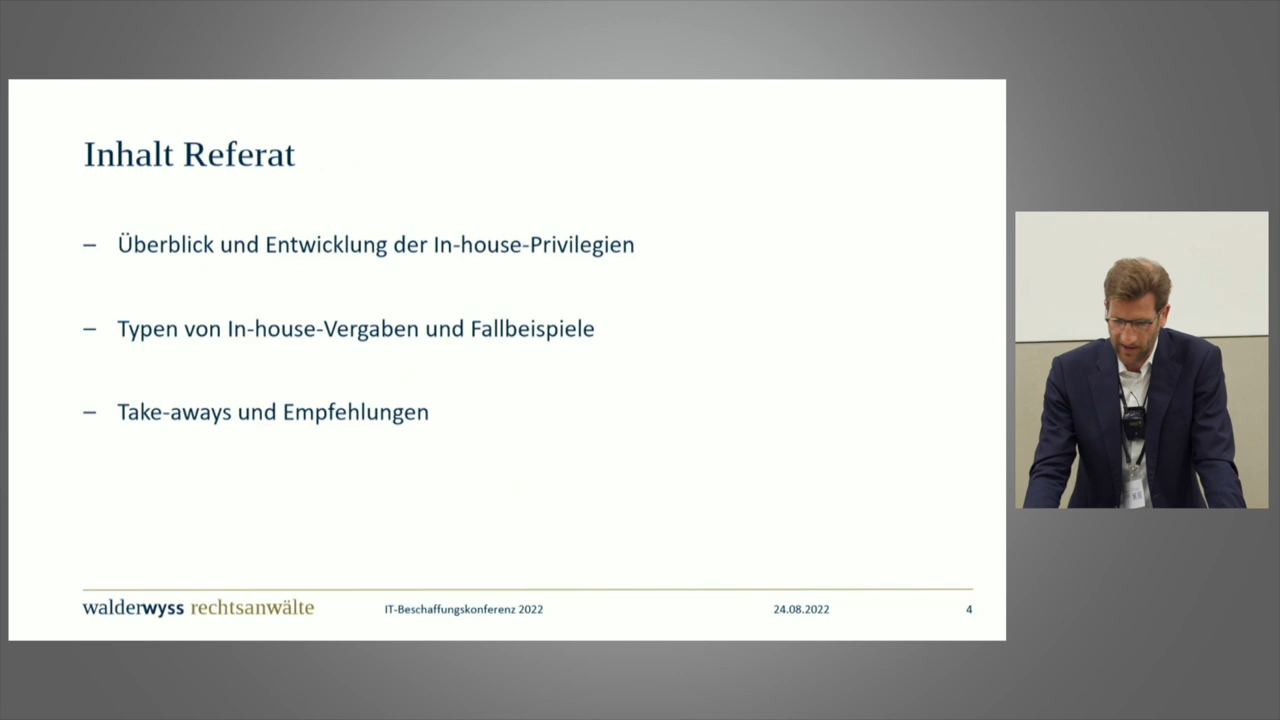 Inhalt Referat
– Überblick und Entwicklung der In-house-Privilegien
– Typen von In-house-Vergaben und Fallbeispiele
– Take-aways und Empfehlungen
walderwyss rechtsanwälte IT-Beschaffungskonferenz 2022 24.08.2022 4